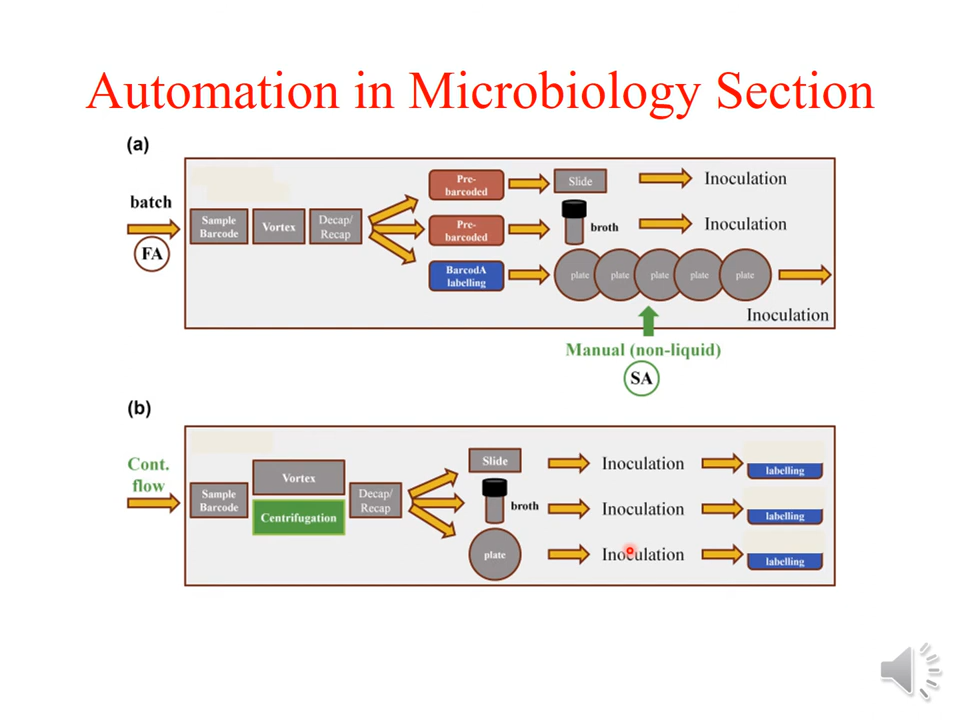 Automation in Microbiology Section
(a)
batch
FA
Sample
Barcode
Vortex
Decap/
Recap
Pre-
barcoded
Slide
Inoculation
Pre-
barcoded
broth
Inoculation
BarcodA
labelling
plate
plate
plate
plate
plate
Inoculation
Manual (non-liquid)
SA
(b)
Cont.
flow
Sample
Barcode
Vortex
Centrifugation
Decap/
Recap
Slide
Inoculation
labelling
broth
Inoculation
labelling
plate
Inoculation
labelling